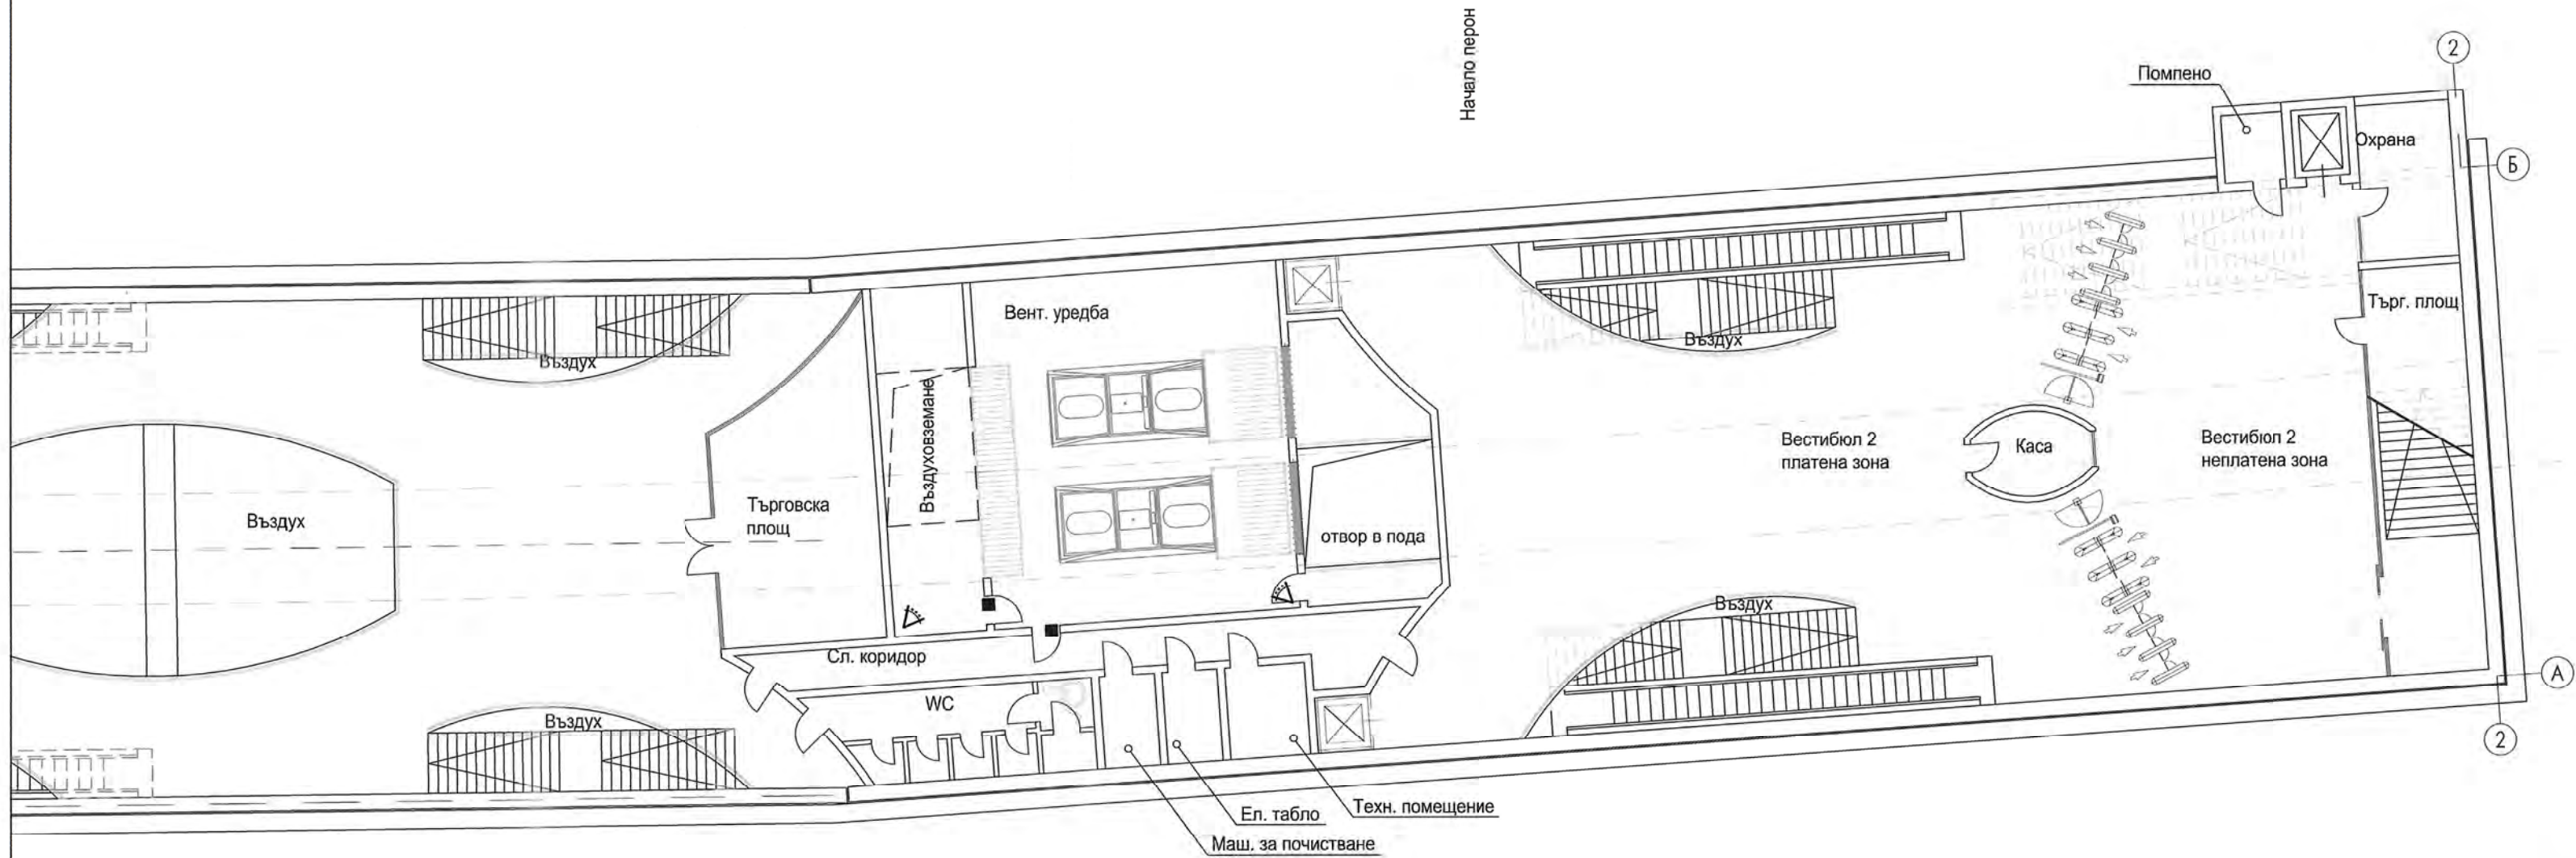 Начало перон
2
Помпено
Охрана
Б
Вент. уредба
Търг. площ
Въздух
Въздух
Въздуховземане
Вестибюл 2
платена зона
Каса
Вестибюл 2
неплатена зона
Въздух
Търговска
площ
отвор в пода
Въздух
Сл. коридор
А
WC
Въздух
2
Ел. табло
Техн. помещение
Маш. за почистване